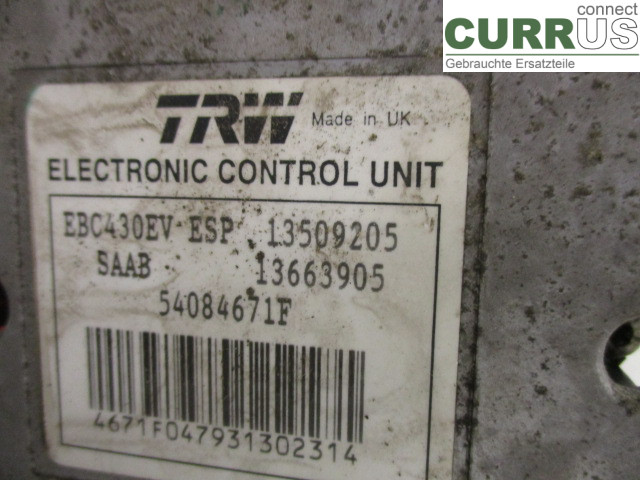 connect
CURRUS
Gebrauchte Ersatzteile
TRW Made in UK
ELECTRONIC CONTROL UNIT
EBC430EV ESP 13509205
SAAB 13663905
54084671F
4671F047931302314